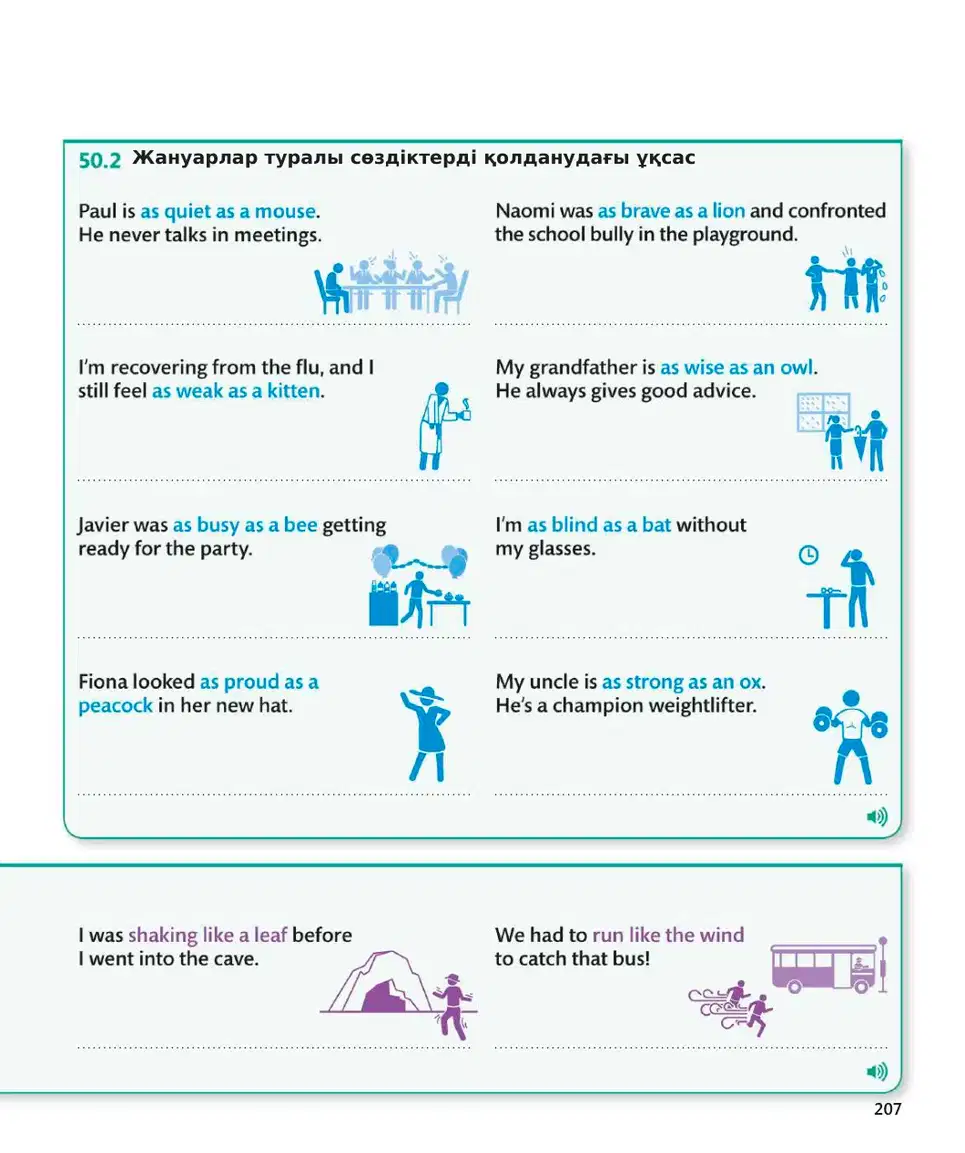 50.2 Жануарлар туралы сөздіктерді қолданудағы ұқсас
Paul is as quiet as a mouse.
He never talks in meetings.
Naomi was as brave as a lion and confronted
the school bully in the playground.
I'm recovering from the flu, and I
still feel as weak as a kitten.
My grandfather is as wise as an owl.
He always gives good advice.
Javier was as busy as a bee getting
ready for the party.
I'm as blind as a bat without
my glasses.
Fiona looked as proud as a
peacock in her new hat.
My uncle is as strong as an ox.
He's a champion weightlifter.
I was shaking like a leaf before
I went into the cave.
We had to run like the wind
to catch that bus!
207